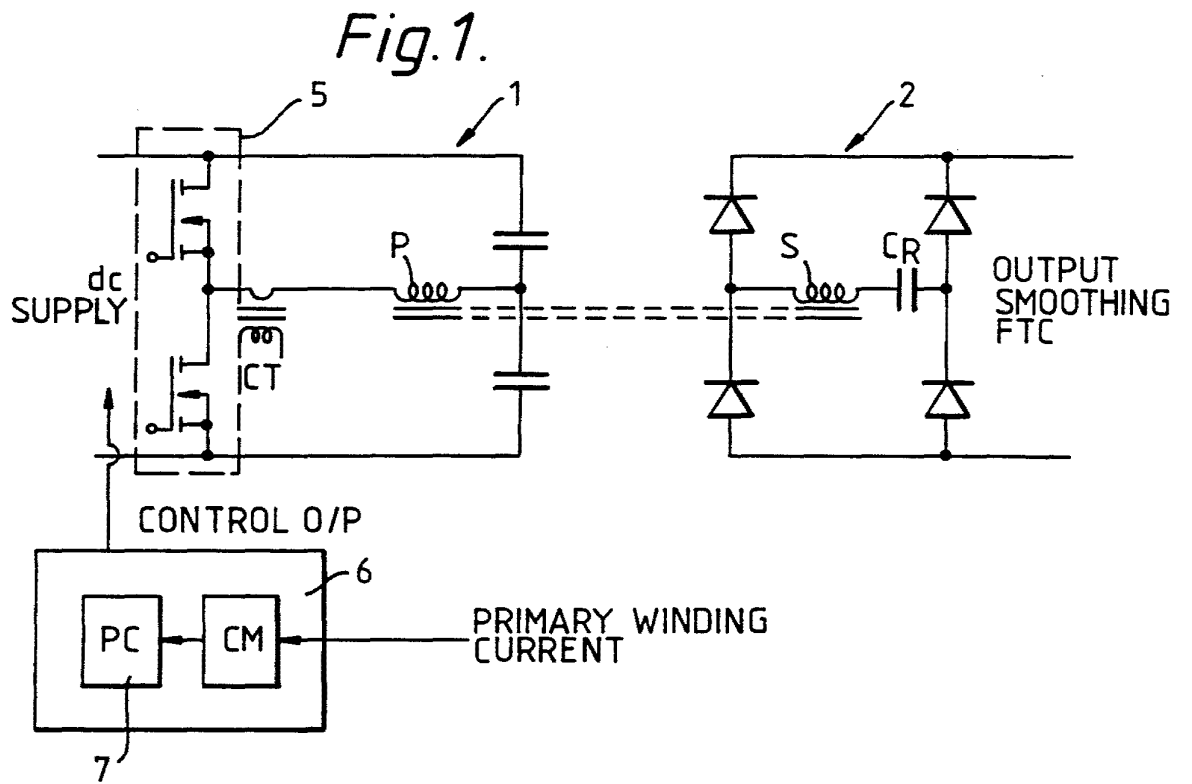 Fig.1.
5
1
2
P
S
CR
dc
SUPPLY
CT
OUTPUT
SMOOTHING
FTC
CONTROL O/P
6
PC
CM
PRIMARY WINDING
CURRENT
7